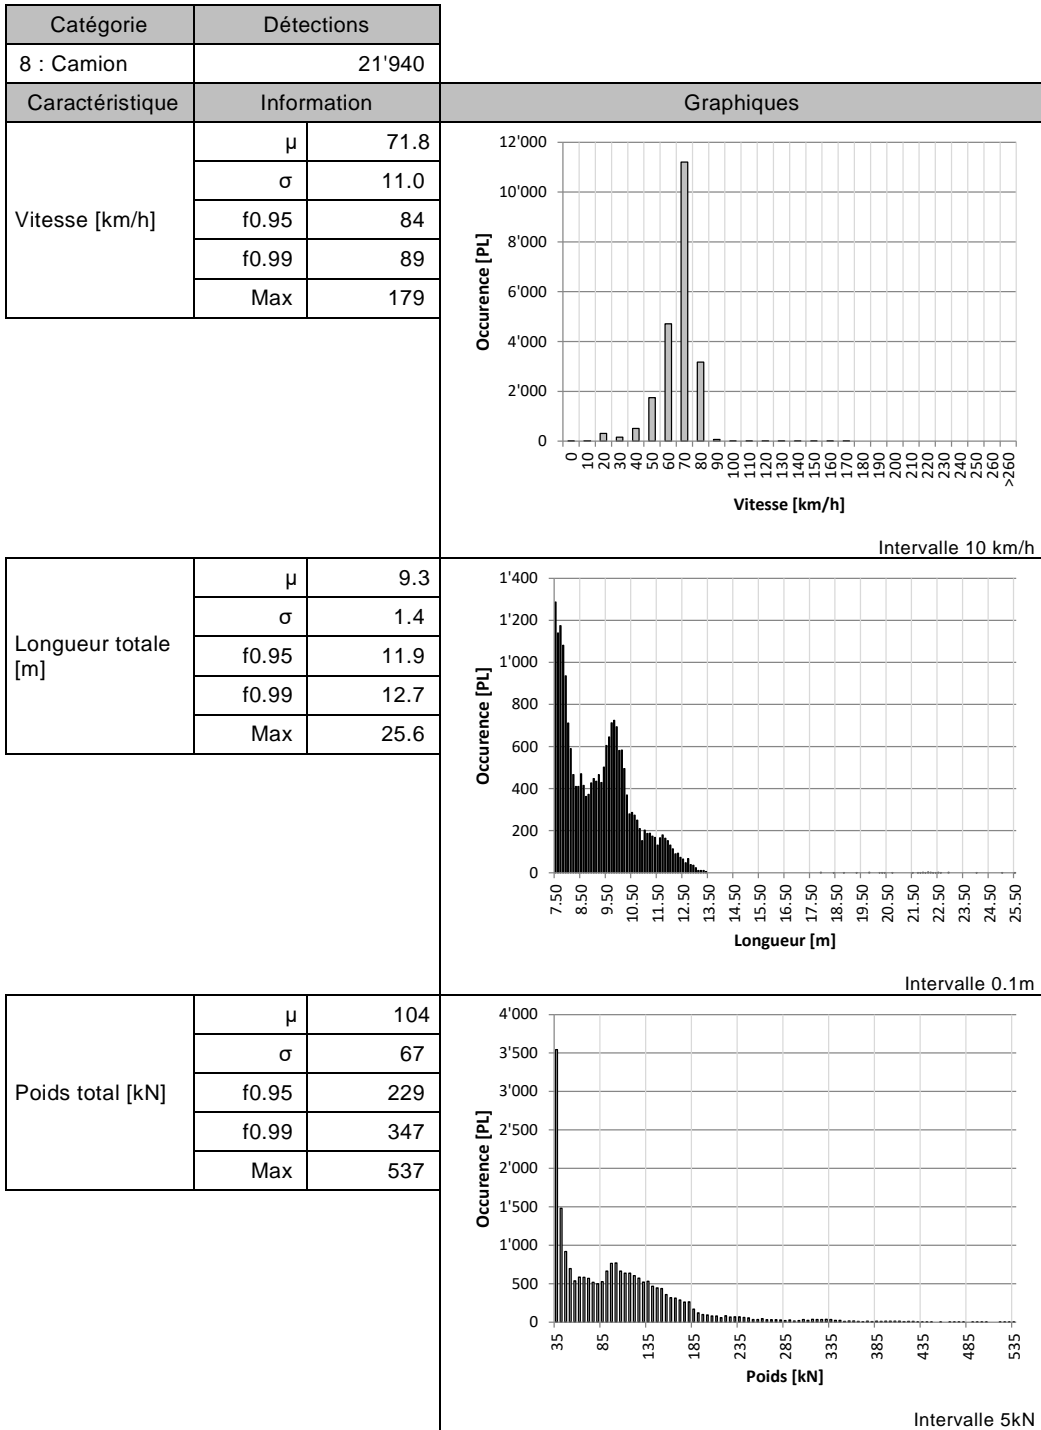 Catégorie Détections
8 : Camion 21'940
Caractéristique Information Graphiques
Vitesse [km/h]
µ 71.8
σ 11.0
f0.95 84
f0.99 89
Max 179
12'000
10'000
8'000
6'000
4'000
2'000
0
Occurence [PL]
0 10 20 30 40 50 60 70 80 90 100 110 120 130 140 150 160 170 180 190 200 210 220 230 240 250 260 >260
Vitesse [km/h]
Intervalle 10 km/h
Longueur totale
[m]
µ 9.3
σ 1.4
f0.95 11.9
f0.99 12.7
Max 25.6
1'400
1'200
1'000
800
600
400
200
0
Occurence [PL]
7.50 8.50 9.50 10.50 11.50 12.50 13.50 14.50 15.50 16.50 17.50 18.50 19.50 20.50 21.50 22.50 23.50 24.50 25.50
Longueur [m]
Intervalle 0.1m
Poids total [kN]
µ 104
σ 67
f0.95 229
f0.99 347
Max 537
4'000
3'500
3'000
2'500
2'000
1'500
1'000
500
0
Occurence [PL]
35 85 135 185 235 285 335 385 435 485 535
Poids [kN]
Intervalle 5kN